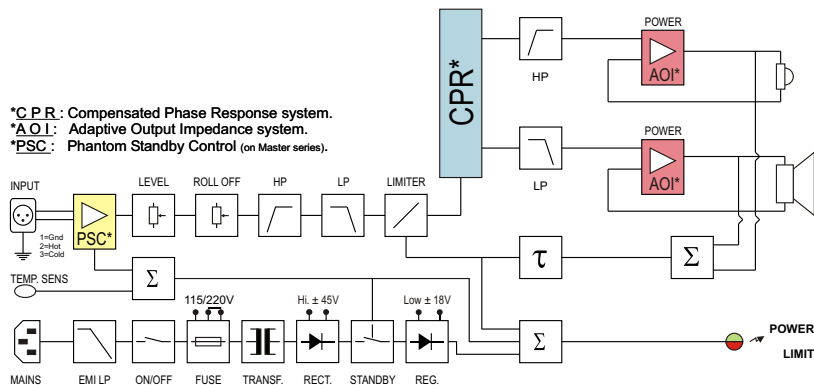 POWER
CPR*
HP
AOI*
*CPR: Compensated Phase Response system.
*AOI: Adaptive Output Impedance system.
*PSC: Phantom Standby Control (on Master series).
POWER
LP
AOI*
INPUT
LEVEL
ROLL OFF
HP
LP
LIMITER
1=Gnd
2=Hot
3=Cold
PSC*
τ
Σ
TEMP. SENS
Σ
115/220V
Hi. ± 45V
Low ± 18V
Σ
POWER
LIMIT
MAINS
EMI LP
ON/OFF
FUSE
TRANSF.
RECT.
STANDBY
REG.